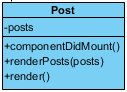 Post
-posts
+componentDidMount()
+renderPosts(posts)
+render()